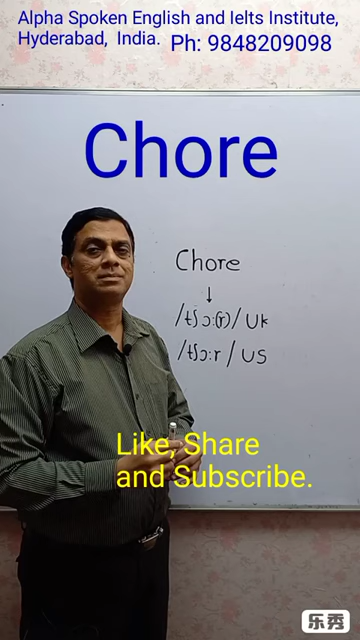 Alpha Spoken English and Ielts Institute,
Hyderabad, India. Ph: 9848209098
Chore
Chore
↓
/tʃɔː(r)/ UK
/tʃɔːr/ US
Like, Share
and Subscribe.
乐秀